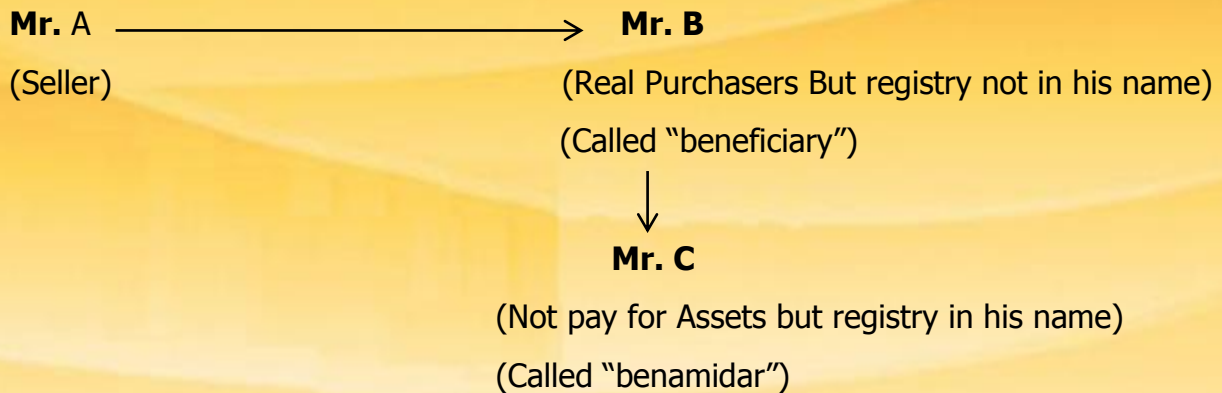 Mr. A Mr. B
(Seller) (Real Purchasers But registry not in his name)
(Called “beneficiary”)
Mr. C
(Not pay for Assets but registry in his name)
(Called “benamidar”)